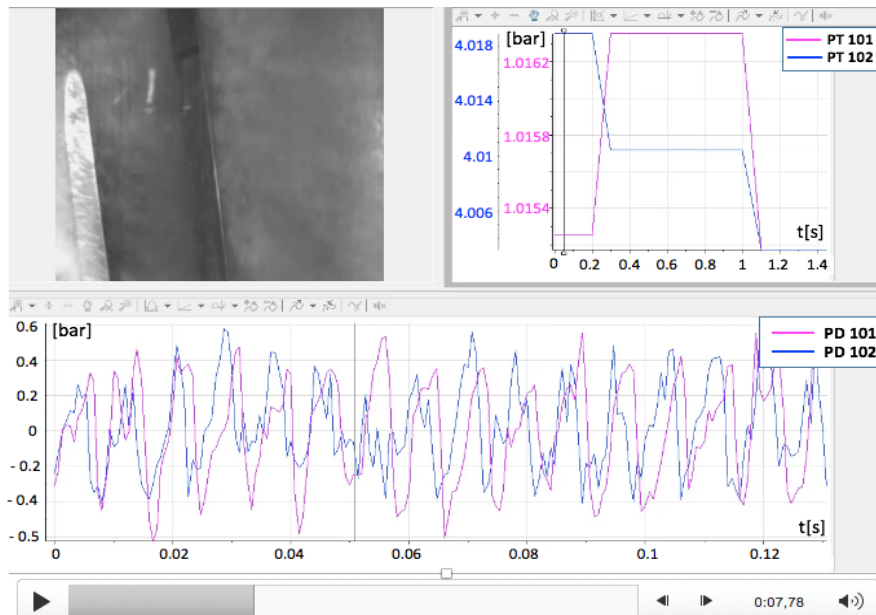 [bar]
PT 101
PT 102
4.018
4.014
4.01
4.006
1.0162
1.0158
1.0154
t[s]
0 0.2 0.4 0.6 0.8 1 1.2 1.4
[bar]
PD 101
PD 102
0.6
0.4
0.2
0
- 0.2
- 0.4
- 0.5
t[s]
0 0.02 0.04 0.06 0.08 0.1 0.12
0:07,78